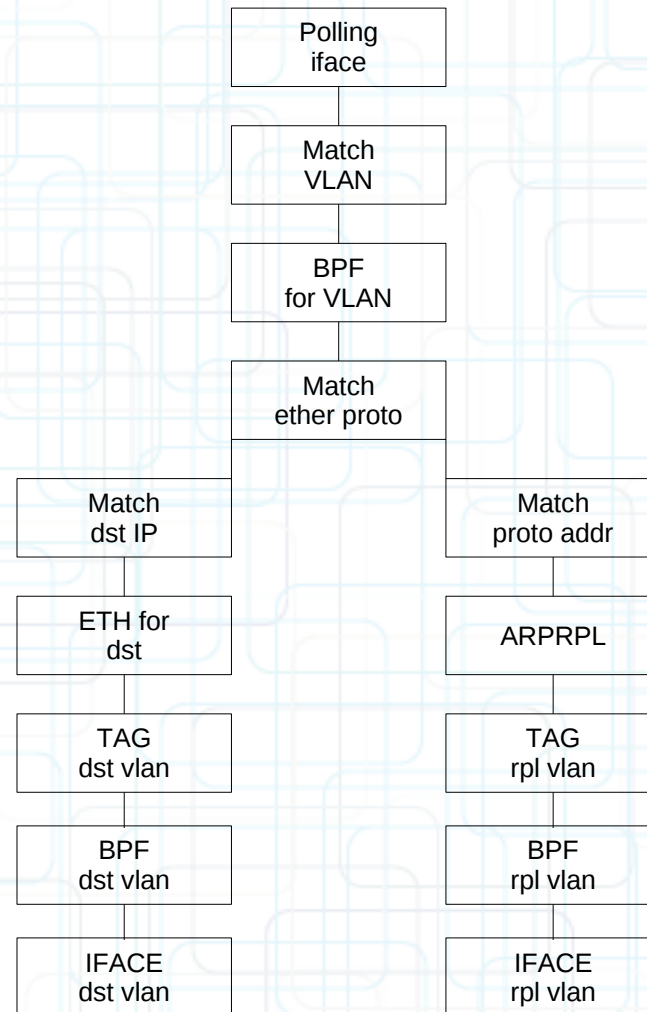 Polling
iface
Match
VLAN
BPF
for VLAN
Match
ether proto
Match
dst IP
Match
proto addr
ETH for
dst
ARPRPL
TAG
dst vlan
TAG
rpl vlan
BPF
dst vlan
BPF
rpl vlan
IFACE
dst vlan
IFACE
rpl vlan